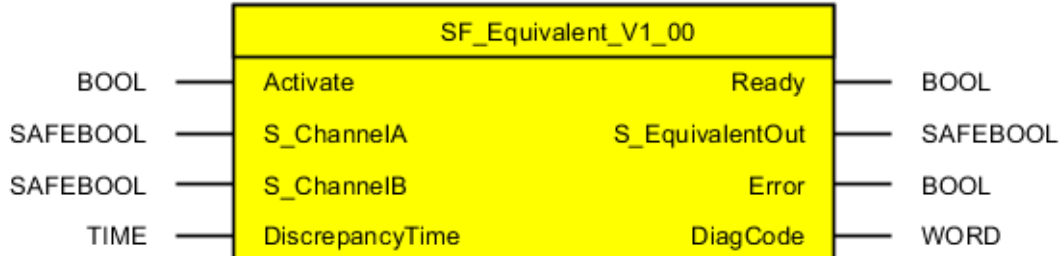 SF_Equivalent_V1_00
BOOL Activate Ready BOOL
SAFEBOOL S_ChannelA S_EquivalentOut SAFEBOOL
SAFEBOOL S_ChannelB Error BOOL
TIME DiscrepancyTime DiagCode WORD